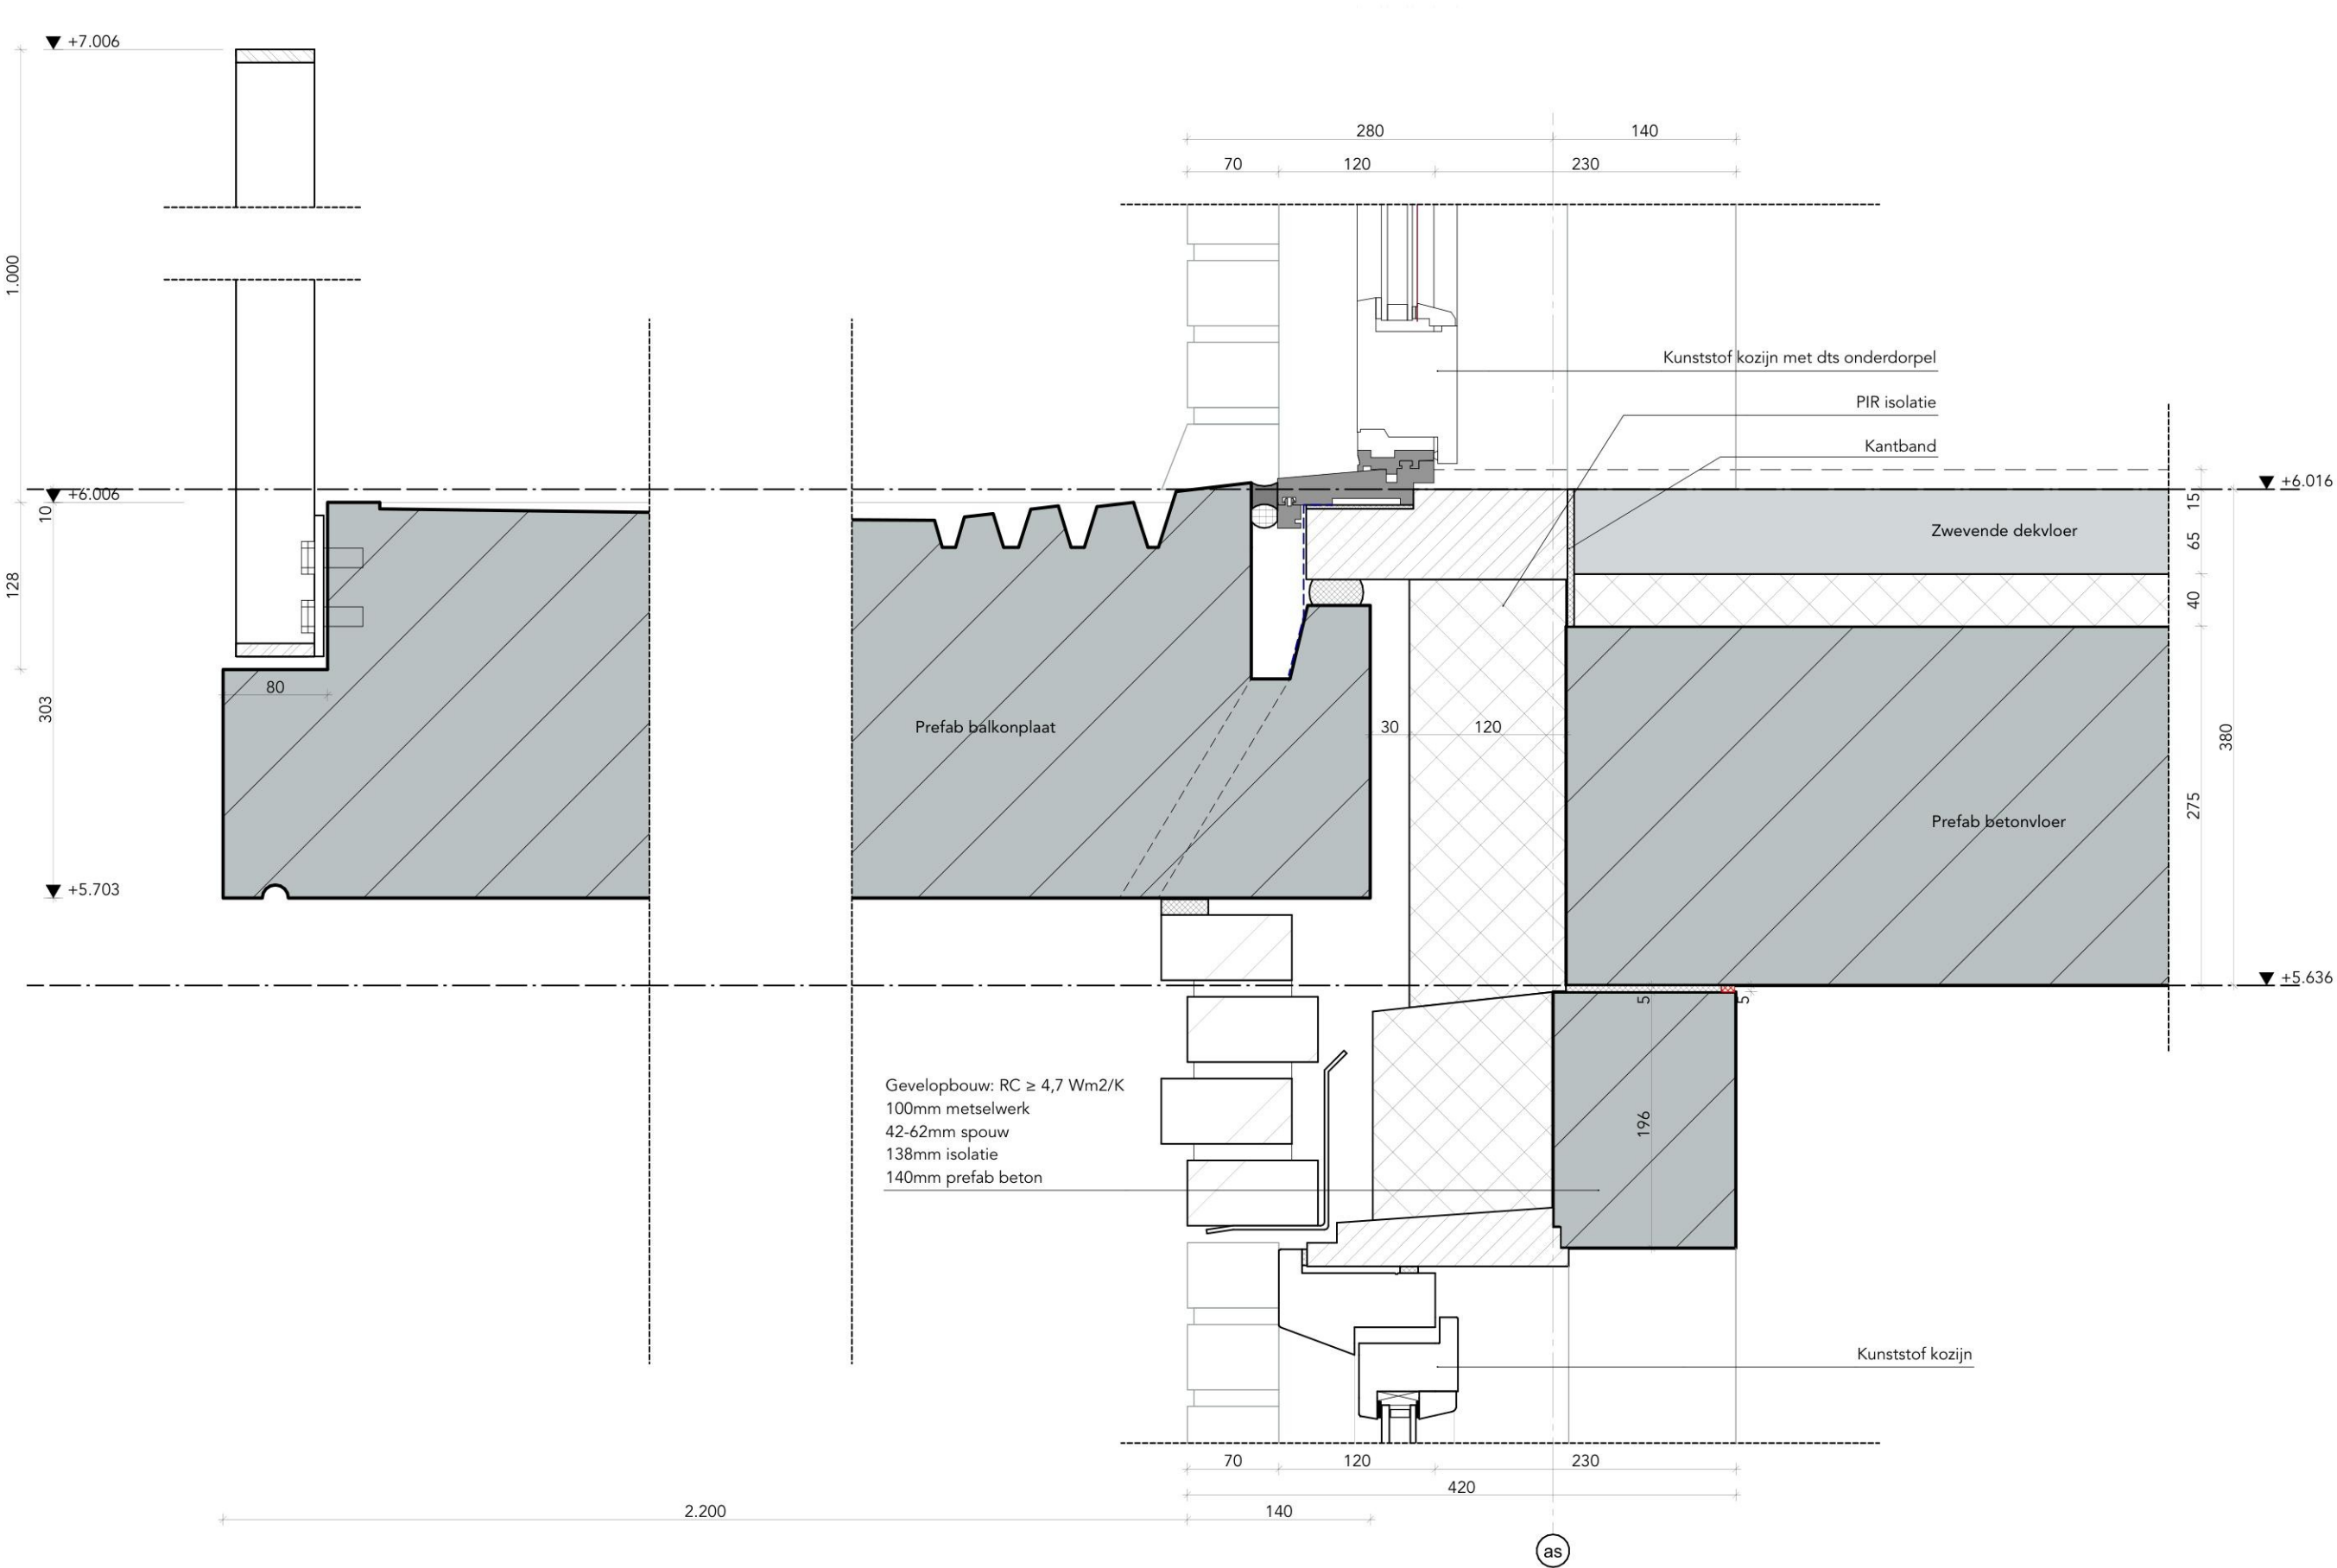 +7.006
280
140
70
120
230
1.000
Kunststof kozijn met dts onderdorpel
PIR isolatie
Kantband
+6.006
+6.016
10
15
Zwevende dekvloer
65
128
40
80
303
Prefab balkonplaat
30
120
380
275
Prefab betonvloer
+5.703
+5.636
5
5
Gevelopbouw: RC ≥ 4,7 Wm2/K
100mm metselwerk
42-62mm spouw
138mm isolatie
140mm prefab beton
196
Kunststof kozijn
70
120
230
420
2.200
140
as